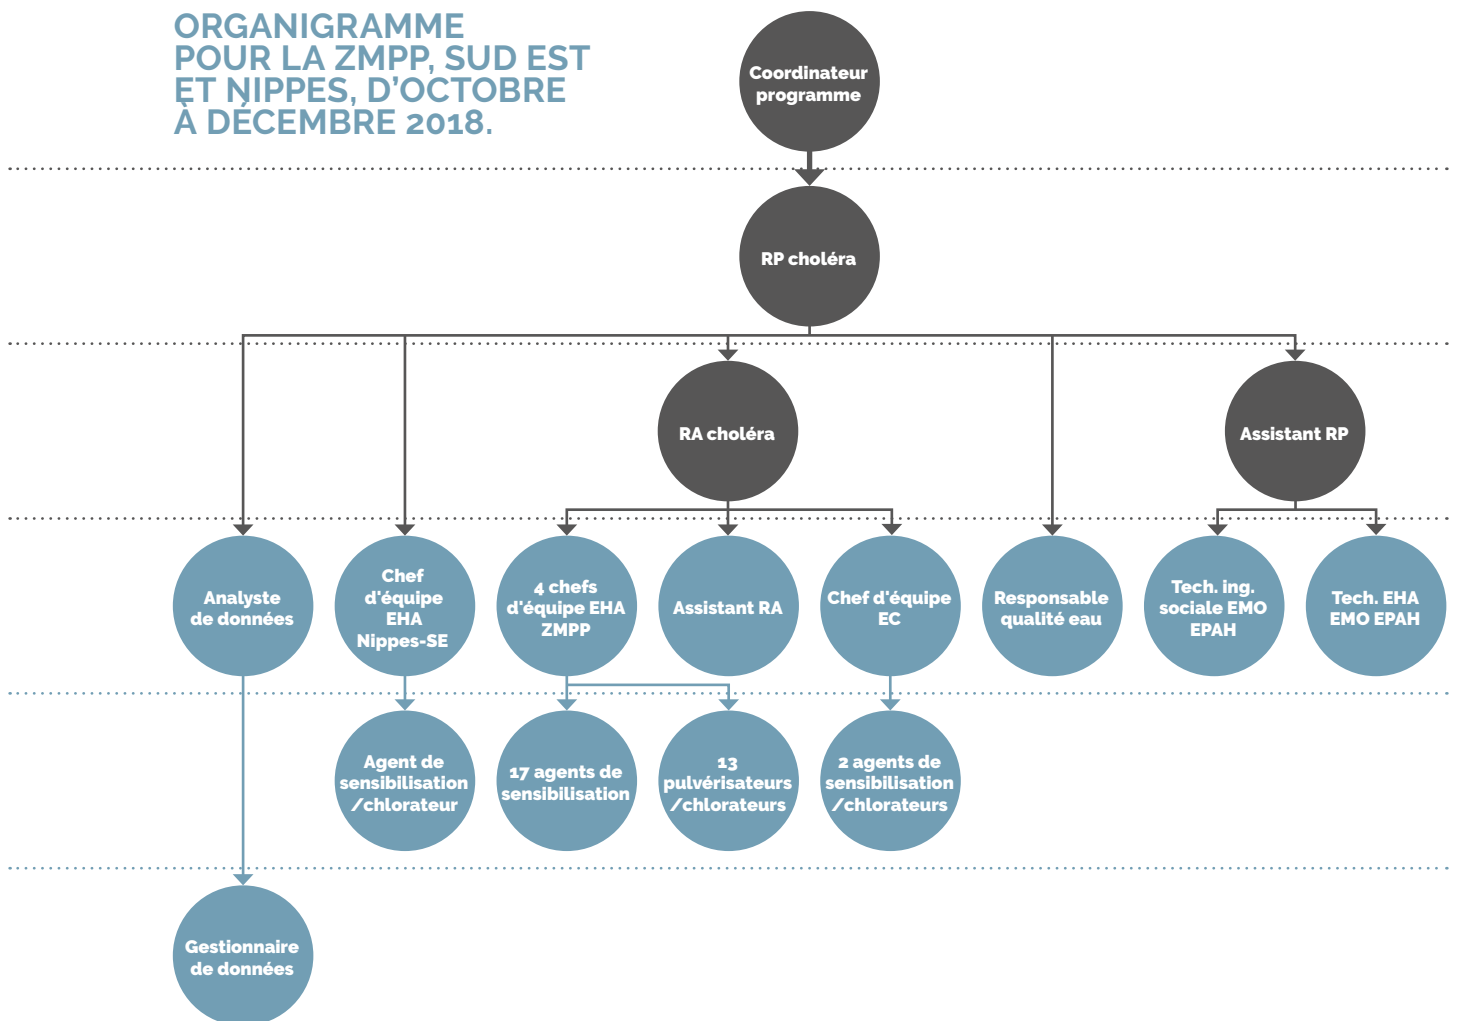 ORGANIGRAMME
POUR LA ZMPP, SUD EST
ET NIPPES, D'OCTOBRE
À DÉCEMBRE 2018.
Coordinateur
programme
RP choléra
RA choléra
Assistant RP
Analyste
de données
Chef
d'équipe
EHA
Nippes-SE
4 chefs
d'équipe EHA
ZMPP
Assistant RA
Chef d'équipe
EC
Responsable
qualité eau
Tech. ing.
sociale EMO
EPAH
Tech. EHA
EMO EPAH
Agent de
sensibilisation
/chlorateur
17 agents de
sensibilisation
13
pulvérisateurs
/chlorateurs
2 agents de
sensibilisation
/chlorateurs
Gestionnaire
de données